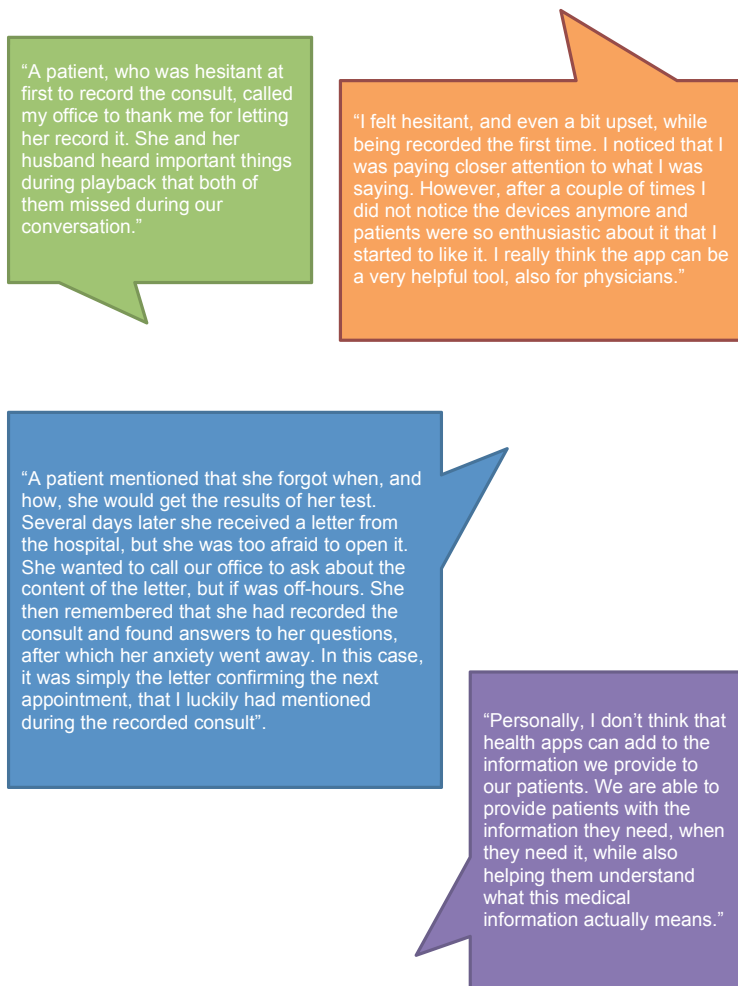 “A patient, who was hesitant at
first to record the consult, called
my office to thank me for letting
her record it. She and her
husband heard important things
during playback that both of
them missed during our
conversation.”
“I felt hesitant, and even a bit upset, while
being recorded the first time. I noticed that I
was paying closer attention to what I was
saying. However, after a couple of times I
did not notice the devices anymore and
patients were so enthusiastic about it that I
started to like it. I really think the app can be
a very helpful tool, also for physicians.”
“A patient mentioned that she forgot when, and
how, she would get the results of her test.
Several days later she received a letter from
the hospital, but she was too afraid to open it.
She wanted to call our office to ask about the
content of the letter, but if was off-hours. She
then remembered that she had recorded the
consult and found answers to her questions,
after which her anxiety went away. In this case,
it was simply the letter confirming the next
appointment, that I luckily had mentioned
during the recorded consult”.
“Personally, I don’t think that
health apps can add to the
information we provide to
our patients. We are able to
provide patients with the
information they need, when
they need it, while also
helping them understand
what this medical
information actually means.”